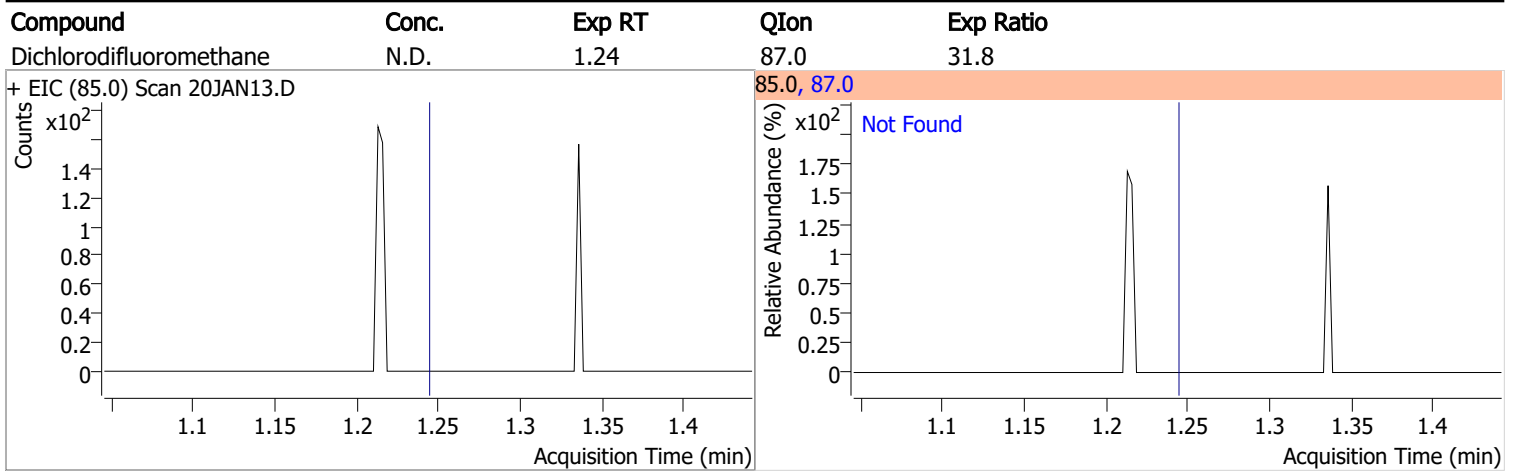 Compound Conc. Exp RT QIon Exp Ratio
Dichlorodifluoromethane N.D. 1.24 87.0 31.8
+ EIC (85.0) Scan 20JAN13.D
Counts
x10²
1.4
1.2
1
0.8
0.6
0.4
0.2
0
1.1 1.15 1.2 1.25 1.3 1.35 1.4
Acquisition Time (min)
85.0, 87.0
Relative Abundance (%)
x10²
Not Found
1.75
1.5
1.25
1
0.75
0.5
0.25
0
1.1 1.15 1.2 1.25 1.3 1.35 1.4
Acquisition Time (min)